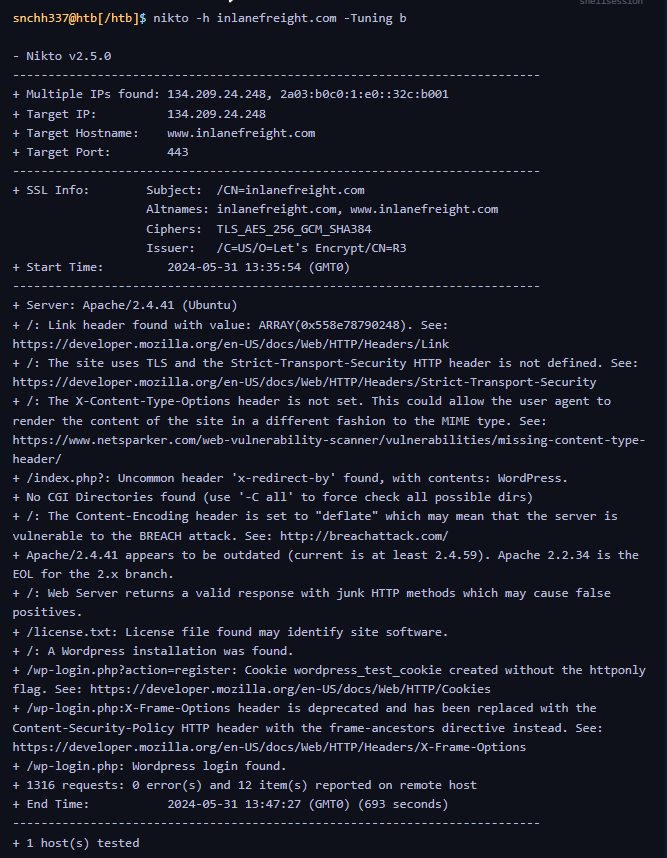 shellsession
snchh337@htb[/htb]$ nikto -h inlanefreight.com -Tuning b
- Nikto v2.5.0
---------------------------------------------------------------------------
+ Multiple IPs found: 134.209.24.248, 2a03:b0c0:1:e0::32c:b001
+ Target IP:          134.209.24.248
+ Target Hostname:    www.inlanefreight.com
+ Target Port:        443
---------------------------------------------------------------------------
+ SSL Info:        Subject:  /CN=inlanefreight.com
                   Altnames: inlanefreight.com, www.inlanefreight.com
                   Ciphers:  TLS_AES_256_GCM_SHA384
                   Issuer:   /C=US/O=Let's Encrypt/CN=R3
+ Start Time:         2024-05-31 13:35:54 (GMT0)
---------------------------------------------------------------------------
+ Server: Apache/2.4.41 (Ubuntu)
+ /: Link header found with value: ARRAY(0x558e78790248). See:
https://developer.mozilla.org/en-US/docs/Web/HTTP/Headers/Link
+ /: The site uses TLS and the Strict-Transport-Security HTTP header is not defined. See:
https://developer.mozilla.org/en-US/docs/Web/HTTP/Headers/Strict-Transport-Security
+ /: The X-Content-Type-Options header is not set. This could allow the user agent to
render the content of the site in a different fashion to the MIME type. See:
https://www.netsparker.com/web-vulnerability-scanner/vulnerabilities/missing-content-type-
header/
+ /index.php?: Uncommon header 'x-redirect-by' found, with contents: WordPress.
+ No CGI Directories found (use '-C all' to force check all possible dirs)
+ /: The Content-Encoding header is set to "deflate" which may mean that the server is
vulnerable to the BREACH attack. See: http://breachattack.com/
+ Apache/2.4.41 appears to be outdated (current is at least 2.4.59). Apache 2.2.34 is the
EOL for the 2.x branch.
+ /: Web Server returns a valid response with junk HTTP methods which may cause false
positives.
+ /license.txt: License file found may identify site software.
+ /: A Wordpress installation was found.
+ /wp-login.php?action=register: Cookie wordpress_test_cookie created without the httponly
flag. See: https://developer.mozilla.org/en-US/docs/Web/HTTP/Cookies
+ /wp-login.php:X-Frame-Options header is deprecated and has been replaced with the
Content-Security-Policy HTTP header with the frame-ancestors directive instead. See:
https://developer.mozilla.org/en-US/docs/Web/HTTP/Headers/X-Frame-Options
+ /wp-login.php: Wordpress login found.
+ 1316 requests: 0 error(s) and 12 item(s) reported on remote host
+ End Time:           2024-05-31 13:47:27 (GMT0) (693 seconds)
---------------------------------------------------------------------------
+ 1 host(s) tested